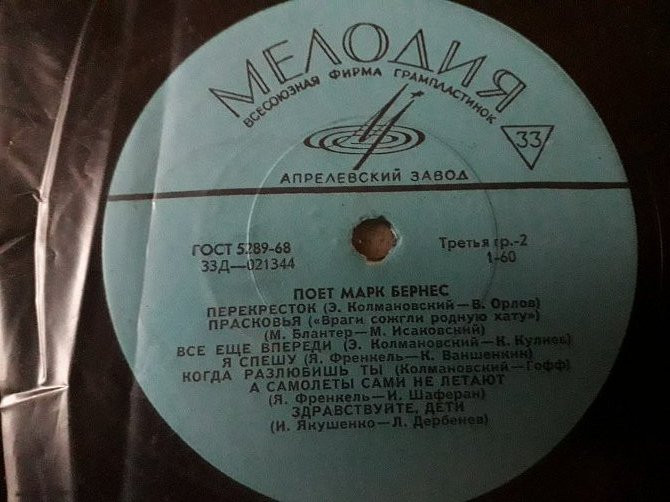 МЕЛОДИЯ
ВСЕСОЮЗНАЯ ФИРМА ГРАМПЛАСТИНОК
33
АПРЕЛЕВСКИЙ ЗАВОД
ГОСТ 5289-68
33Д—021344
Третья гр.-2
1-60
ПОЕТ МАРК БЕРНЕС
ПЕРЕКРЕСТОК (Э. Колмановский—В. Орлов)
ПРАСКОВЬЯ («Враги сожгли родную хату»)
(М. Блантер—М. Исаковский)
ВСЕ ЕЩЕ ВПЕРЕДИ (Э. Колмановский—К. Кулиев)
Я СПЕШУ (Я. Френкель—К. Ваншенкин)
КОГДА РАЗЛЮБИШЬ ТЫ (Колмановский—Гофф)
А САМОЛЕТЫ САМИ НЕ ЛЕТАЮТ
(Я. Френкель—И. Шаферан)
ЗДРАВСТВУЙТЕ, ДЕТИ
(И. Якушенко—Л. Дербенев)